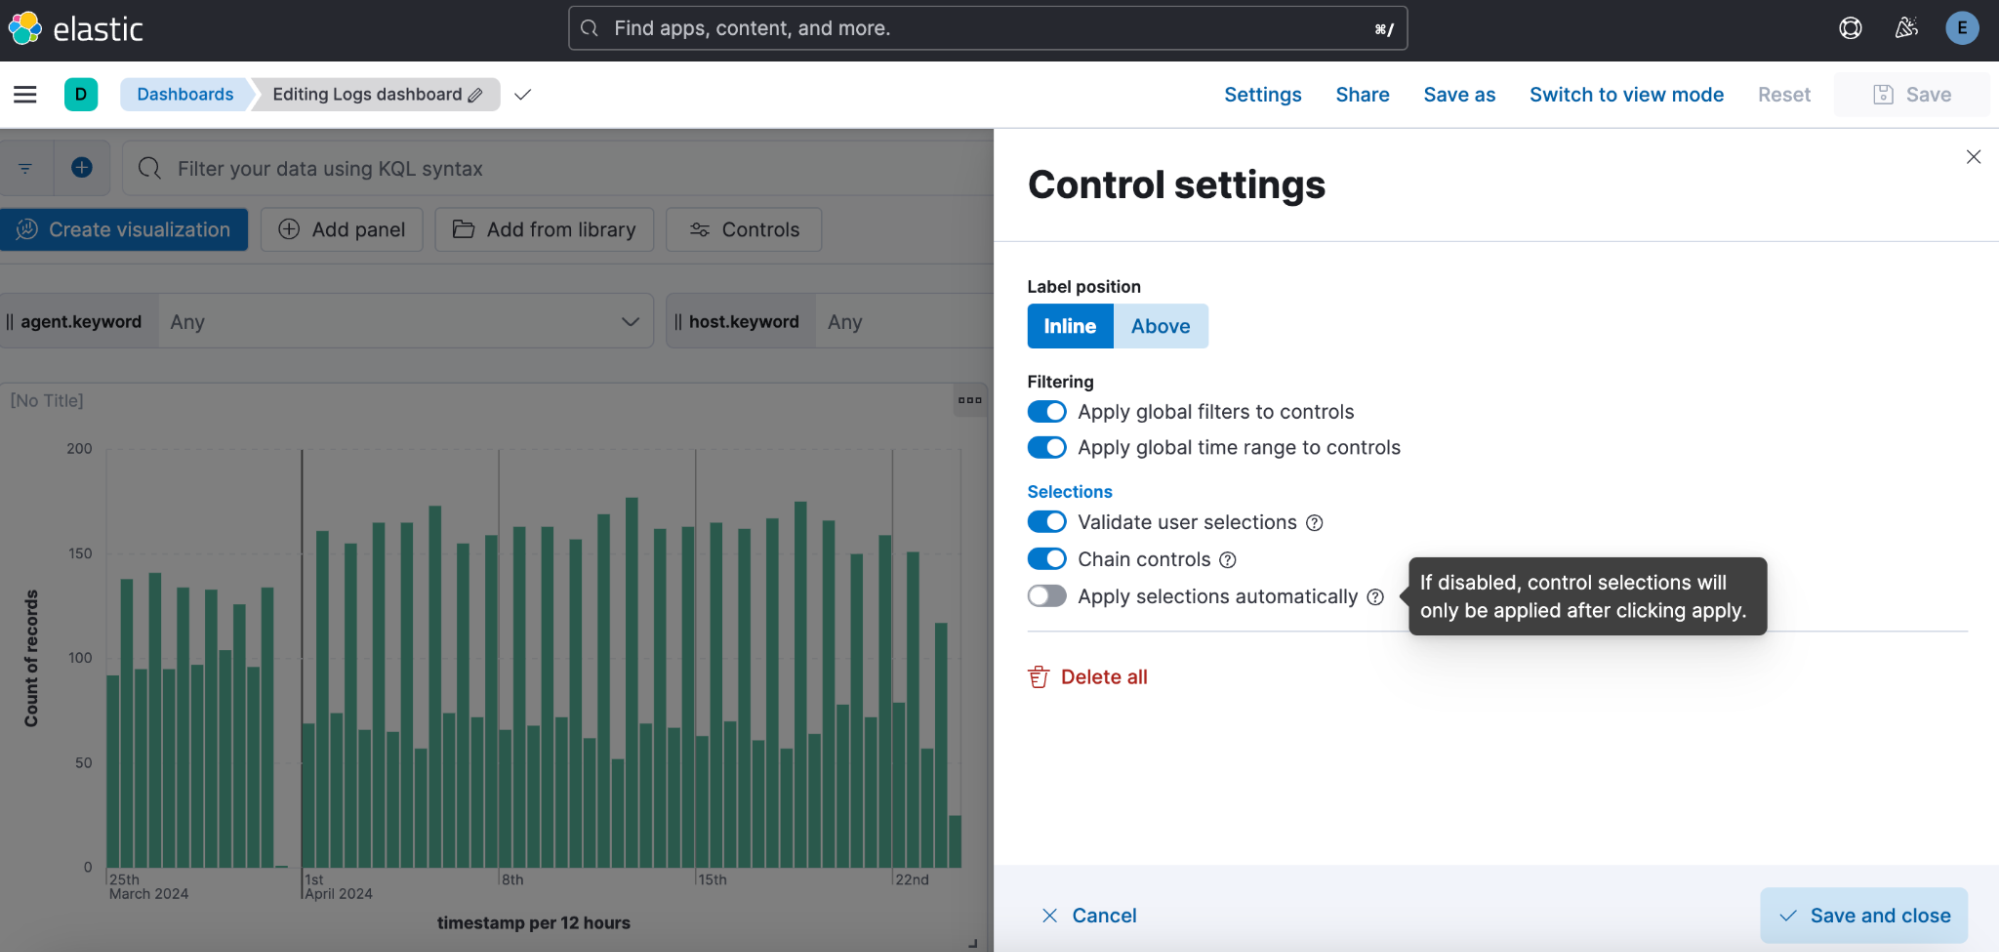 elastic
Find apps, content, and more.
⌘/
E
D
Dashboards
Editing Logs dashboard
Settings
Share
Save as
Switch to view mode
Reset
Save
Filter your data using KQL syntax
Create visualization
Add panel
Add from library
Controls
agent.keyword
Any
host.keyword
Any
[No Title]
200
150
100
50
0
Count of records
25th
March 2024
1st
April 2024
8th
15th
22nd
timestamp per 12 hours
Control settings
Label position
Inline
Above
Filtering
Apply global filters to controls
Apply global time range to controls
Selections
Validate user selections
Chain controls
Apply selections automatically
If disabled, control selections will
only be applied after clicking apply.
Delete all
Cancel
Save and close